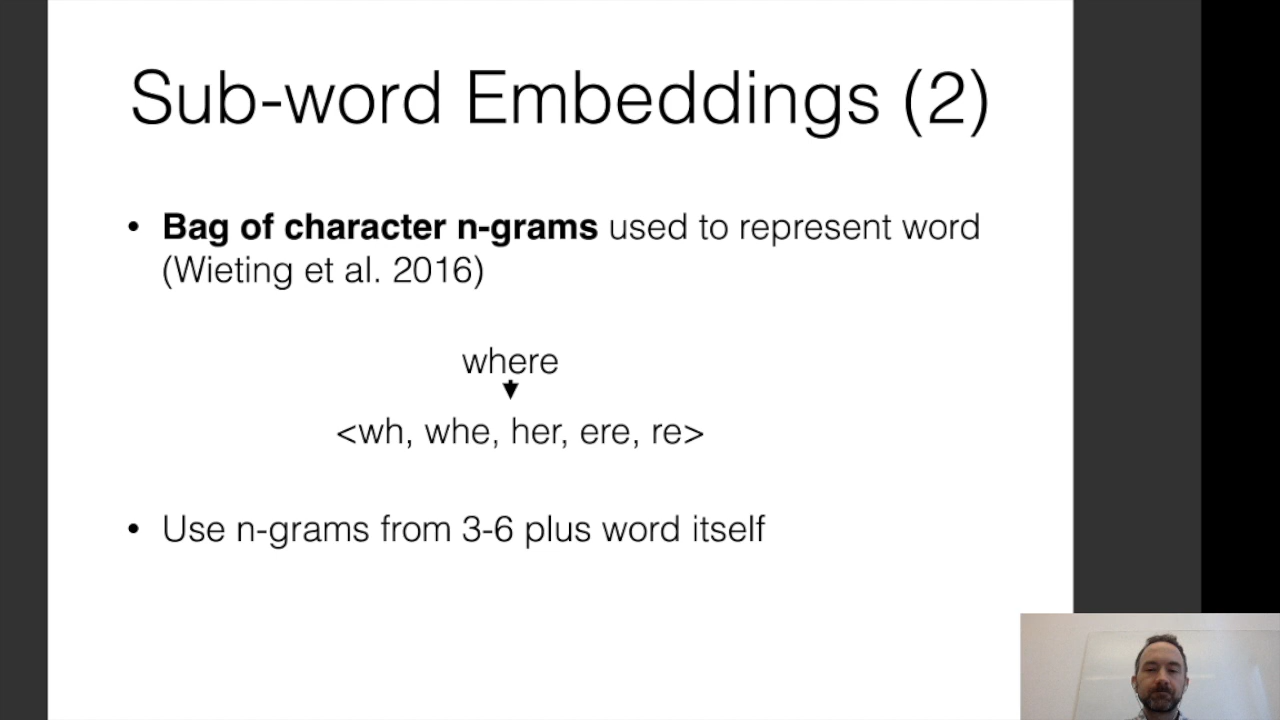 Sub-word Embeddings (2)
• Bag of character n-grams used to represent word
(Wieting et al. 2016)
where
<wh, whe, her, ere, re>
• Use n-grams from 3-6 plus word itself